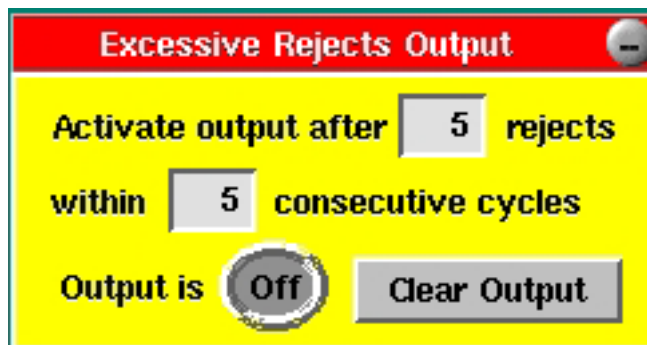 Excessive Rejects Output
Activate output after 5 rejects
within 5 consecutive cycles
Output is Off Clear Output